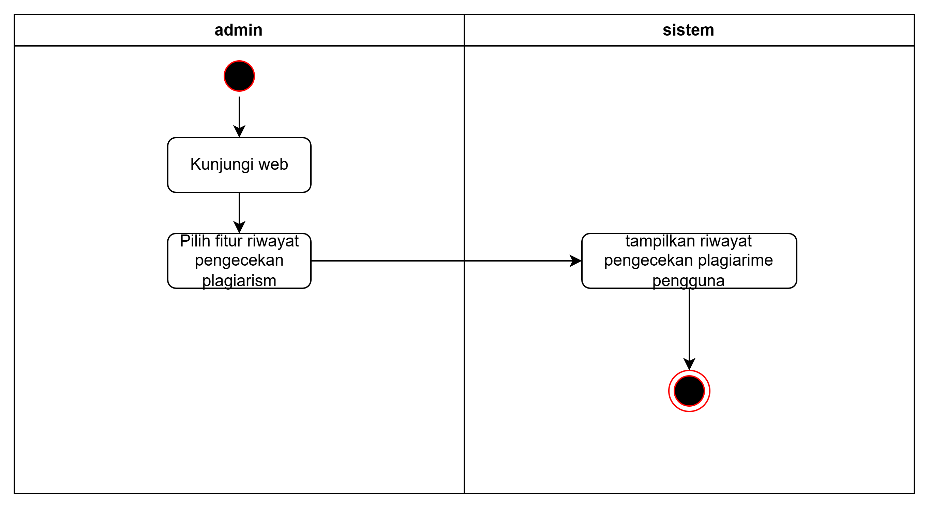 admin
sistem
Kunjungi web
Pilih fitur riwayat
pengecekan
plagiarism
tampilkan riwayat
pengecekan plagiarime
pengguna